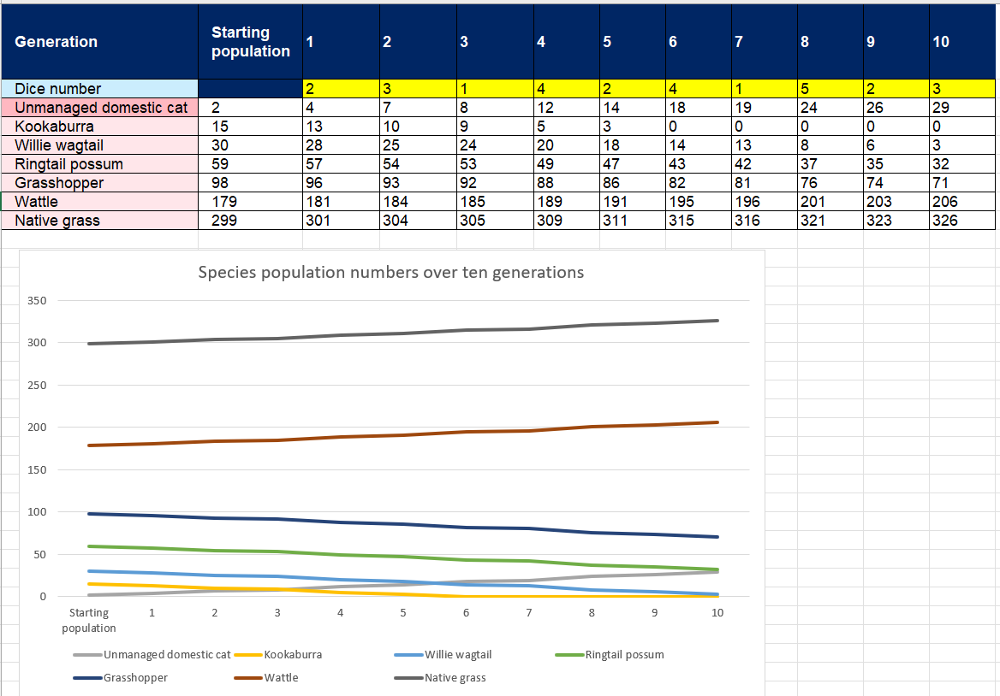 Generation Starting population 1 2 3 4 5 6 7 8 9 10
Dice number 2 3 1 4 2 4 1 5 2 3
Unmanaged domestic cat 2 4 7 8 12 14 18 19 24 26 29
Kookaburra 15 13 10 9 5 3 0 0 0 0 0
Willie wagtail 30 28 25 24 20 18 14 13 8 6 3
Ringtail possum 59 57 54 53 49 47 43 42 37 35 32
Grasshopper 98 96 93 92 88 86 82 81 76 74 71
Wattle 179 181 184 185 189 191 195 196 201 203 206
Native grass 299 301 304 305 309 311 315 316 321 323 326
Species population numbers over ten generations
350
300
250
200
150
100
50
0
Starting population 1 2 3 4 5 6 7 8 9 10
Unmanaged domestic cat Kookaburra Willie wagtail Ringtail possum
Grasshopper Wattle Native grass